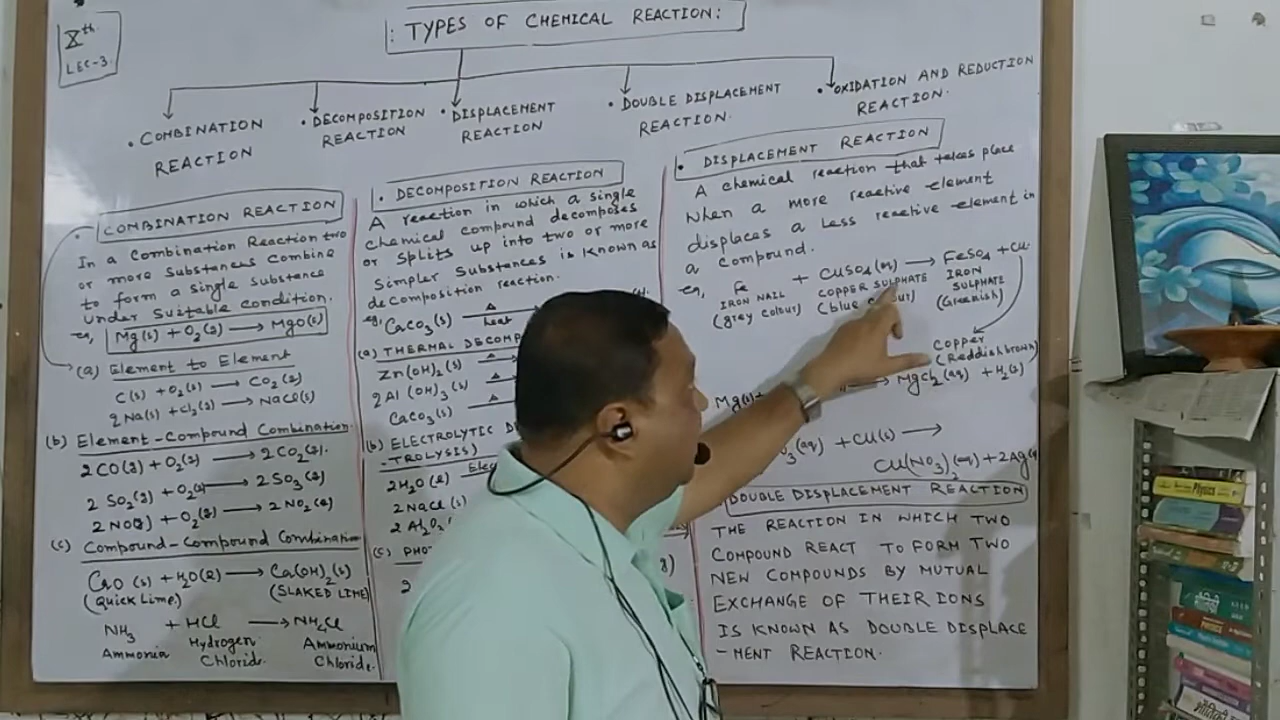 Xth
LEC-3
: TYPES OF CHEMICAL REACTION:
• COMBINATION REACTION
• DECOMPOSITION REACTION
• DISPLACEMENT REACTION
• DOUBLE DISPLACEMENT REACTION.
• OXIDATION AND REDUCTION REACTION.
COMBINATION REACTION
In a Combination Reaction two
or more substances Combine
to form a single substance
under suitable condition.
eg, Mg(s) + O₂(g) → MgO(s)
(a) Element to Element
C(s) + O₂(s) → CO₂(g)
2Na(s) + Cl₂(g) → NaCl(s)
(b) Element-Compound Combination.
2CO(g) + O₂(g) → 2CO₂(g).
2SO₂(g) + O₂(g) → 2SO₃(g)
2NO(g) + O₂(g) → 2NO₂(g)
(c) Compound-Compound Combination
CaO(s) + H₂O(l) → Ca(OH)₂(s)
(Quick Lime) (SLAKED LIME)
NH₃ + HCl → NH₄Cl
Ammonia Hydrogen Chloride. Ammonium Chloride.
• DECOMPOSITION REACTION
A reaction in which a single
chemical compound decomposes
or splits up into two or more
simpler substances is known as
decomposition reaction.
eg, CaCO₃(s) △ heat
(a) THERMAL DECOMP
Zn(OH)₂(s) △
2Al(OH)₃(s) △
CaCO₃(s) △
(b) ELECTROLYTIC D
-TROLYSIS)
2H₂O(l) Ele
2NaCl(s)
2Al₂O₃
(c) PHOT
2
• DISPLACEMENT REACTION
A chemical reaction that takes place
when a more reactive element
displaces a less reactive element in
a compound.
eg, Fe + CuSO₄(aq) → FeSO₄ + Cu.
IRON NAIL COPPER SULPHATE IRON SULPHATE
(grey colour) (blue colour) (Greenish)
Copper
(Reddish brown)
Mg(s) + → MgCl₂(aq) + H₂(g)
O₃(aq) + Cu(s) →
Cu(NO₃)₂(aq) + 2Ag(s
DOUBLE DISPLACEMENT REACTION
THE REACTION IN WHICH TWO
COMPOUND REACT TO FORM TWO
NEW COMPOUNDS BY MUTUAL
EXCHANGE OF THEIR IONS
IS KNOWN AS DOUBLE DISPLACE
-MENT REACTION.
Physics
PHYSICS